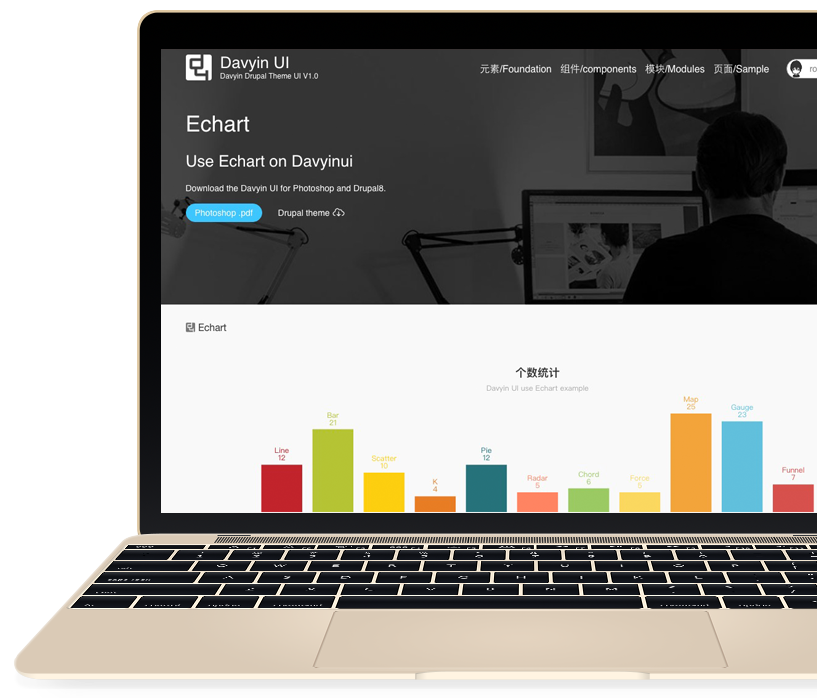 Davyin UI
Davyin Drupal Theme UI V1.0
元素/Foundation 组件/components 模块/Modules 页面/Sample
ro
Echart
Use Echart on Davyinui
Download the Davyin UI for Photoshop and Drupal8.
Photoshop .pdf Drupal theme
Echart
个数统计
Davyin UI use Echart example
Line
12
Bar
21
Scatter
10
K
4
Pie
12
Radar
5
Chord
6
Force
5
Map
25
Gauge
23
Funnel
7